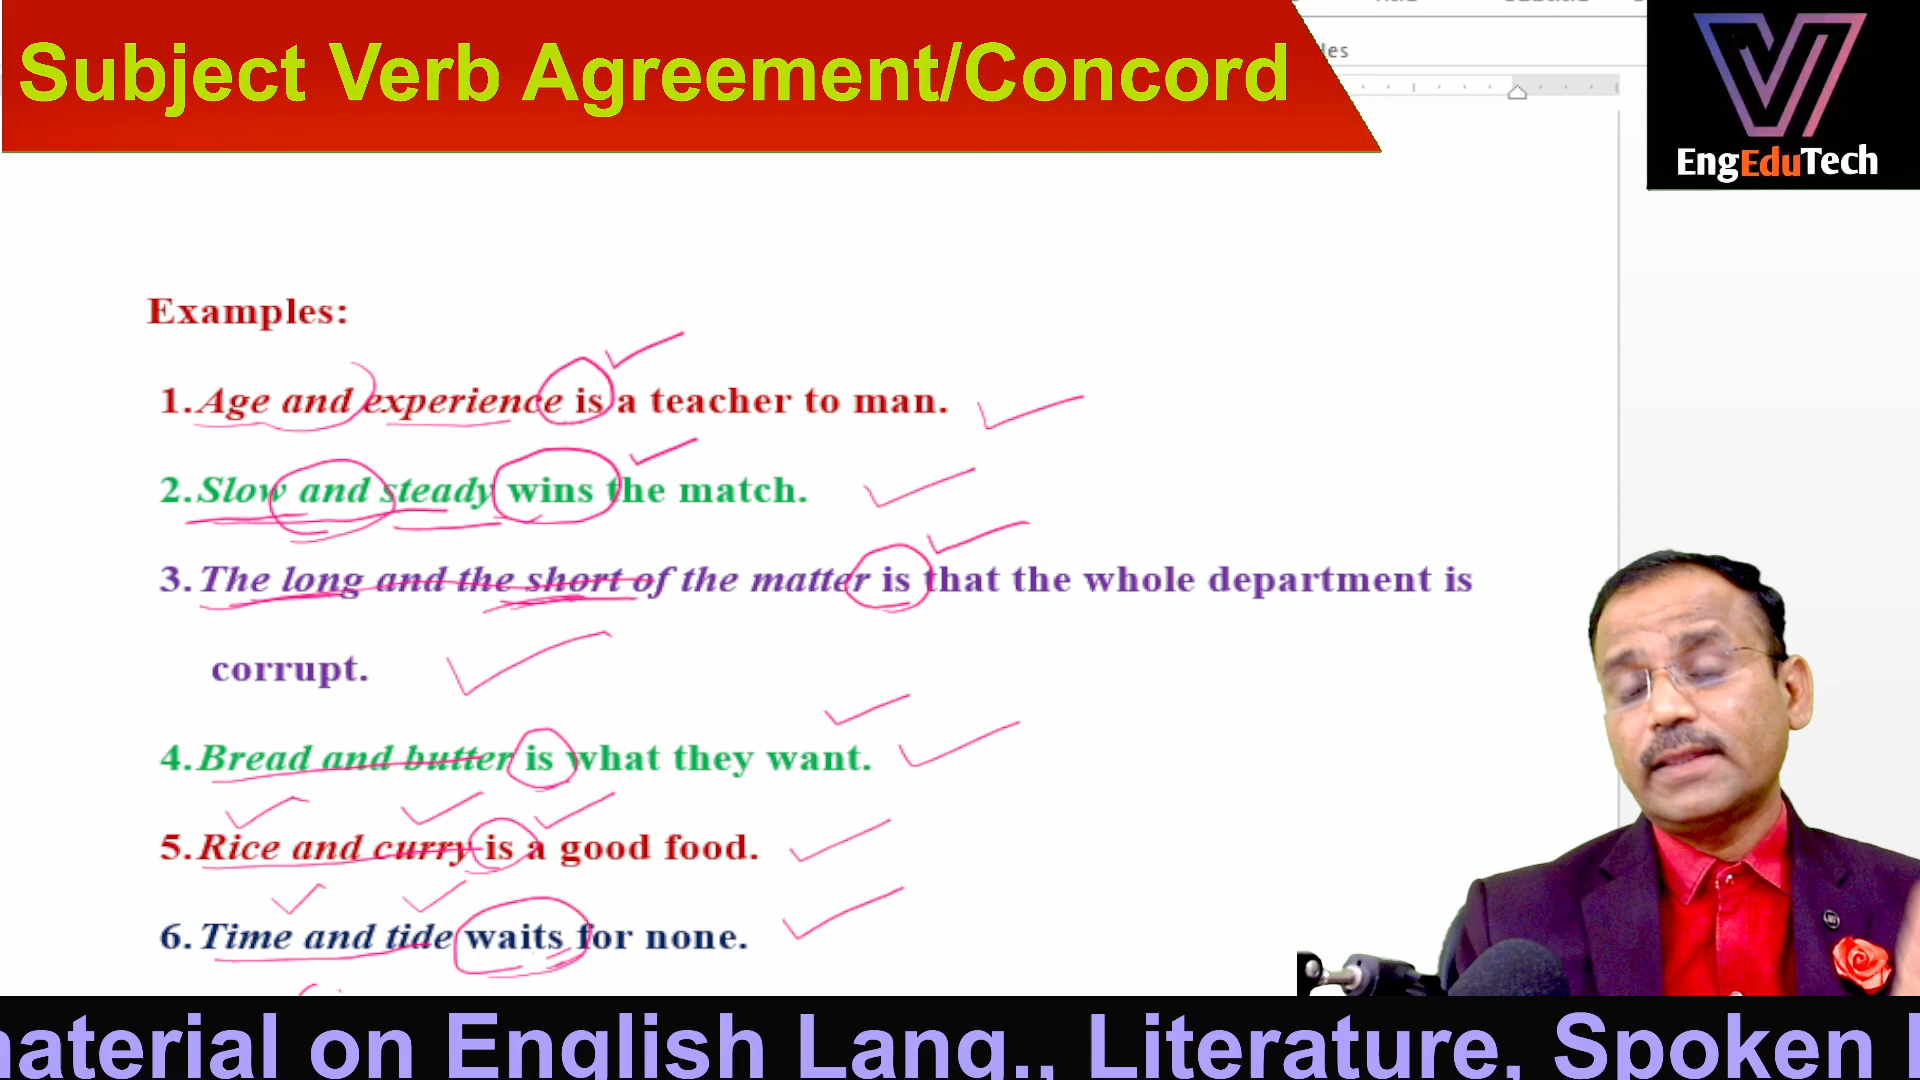 Subject Verb Agreement/Concord
EngEduTech
Examples:
1. Age and experience is a teacher to man.
2. Slow and steady wins the match.
3. The long and the short of the matter is that the whole department is
corrupt.
4. Bread and butter is what they want.
5. Rice and curry is a good food.
6. Time and tide waits for none.
on English Lang., Literature, Spoken